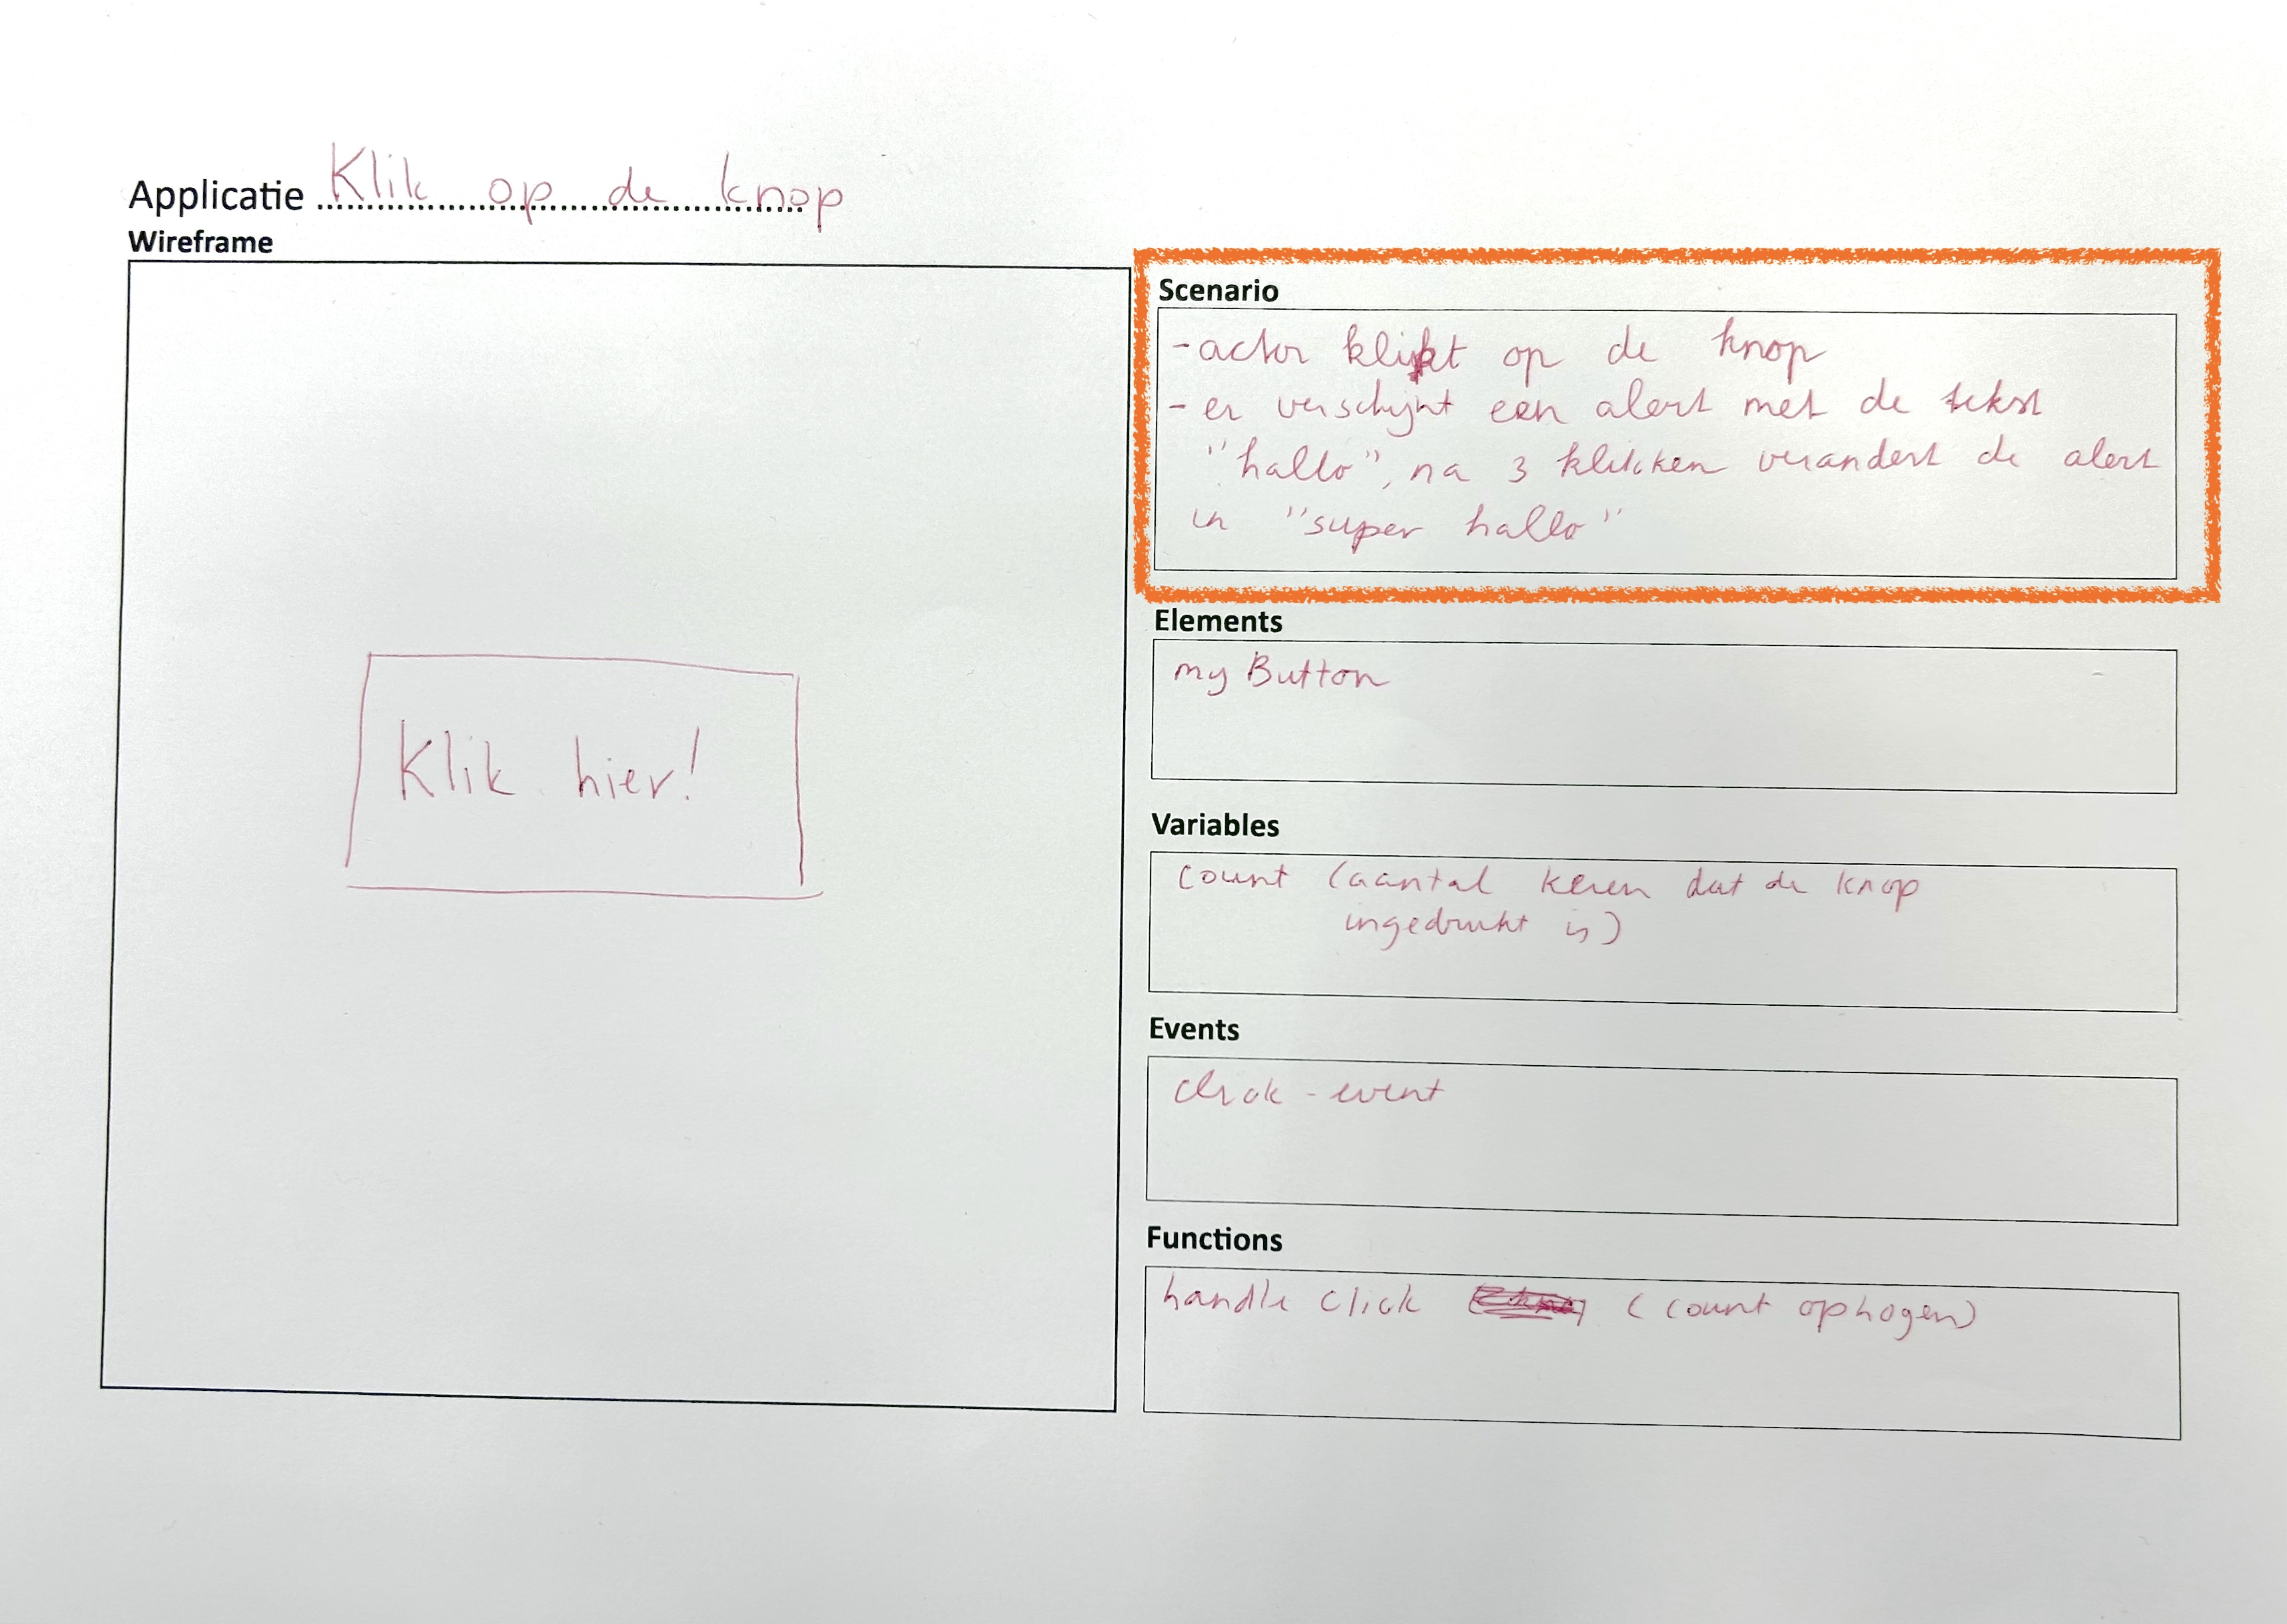 Applicatie Klik op de knop
Wireframe
Klik hier!
Scenario
- actor klikt op de knop
- er verschijnt een alert met de tekst
"hallo", na 3 klikken verandert de alert
in "super hallo"
Elements
my Button
Variables
count (aantal keren dat de knop
ingedrukt is)
Events
click - event
Functions
handle click (count ophogen)